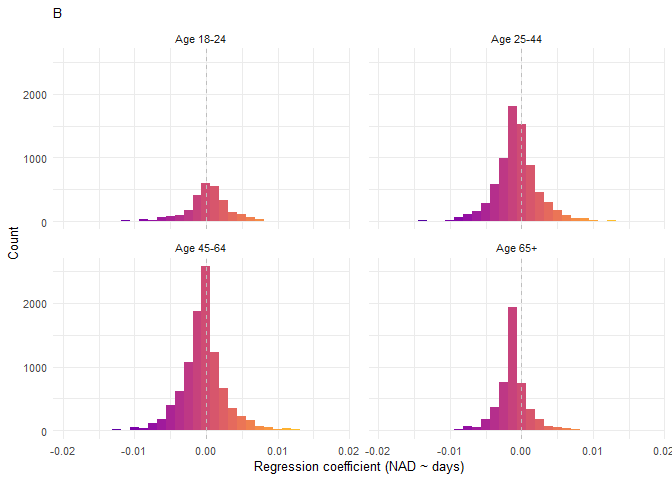 B
Age 18-24
Age 25-44
2000
1000
0
Count
Age 45-64
Age 65+
2000
1000
0
-0.02
-0.01
0.00
0.01
0.02
-0.02
-0.01
0.00
0.01
0.02
Regression coefficient (NAD ~ days)